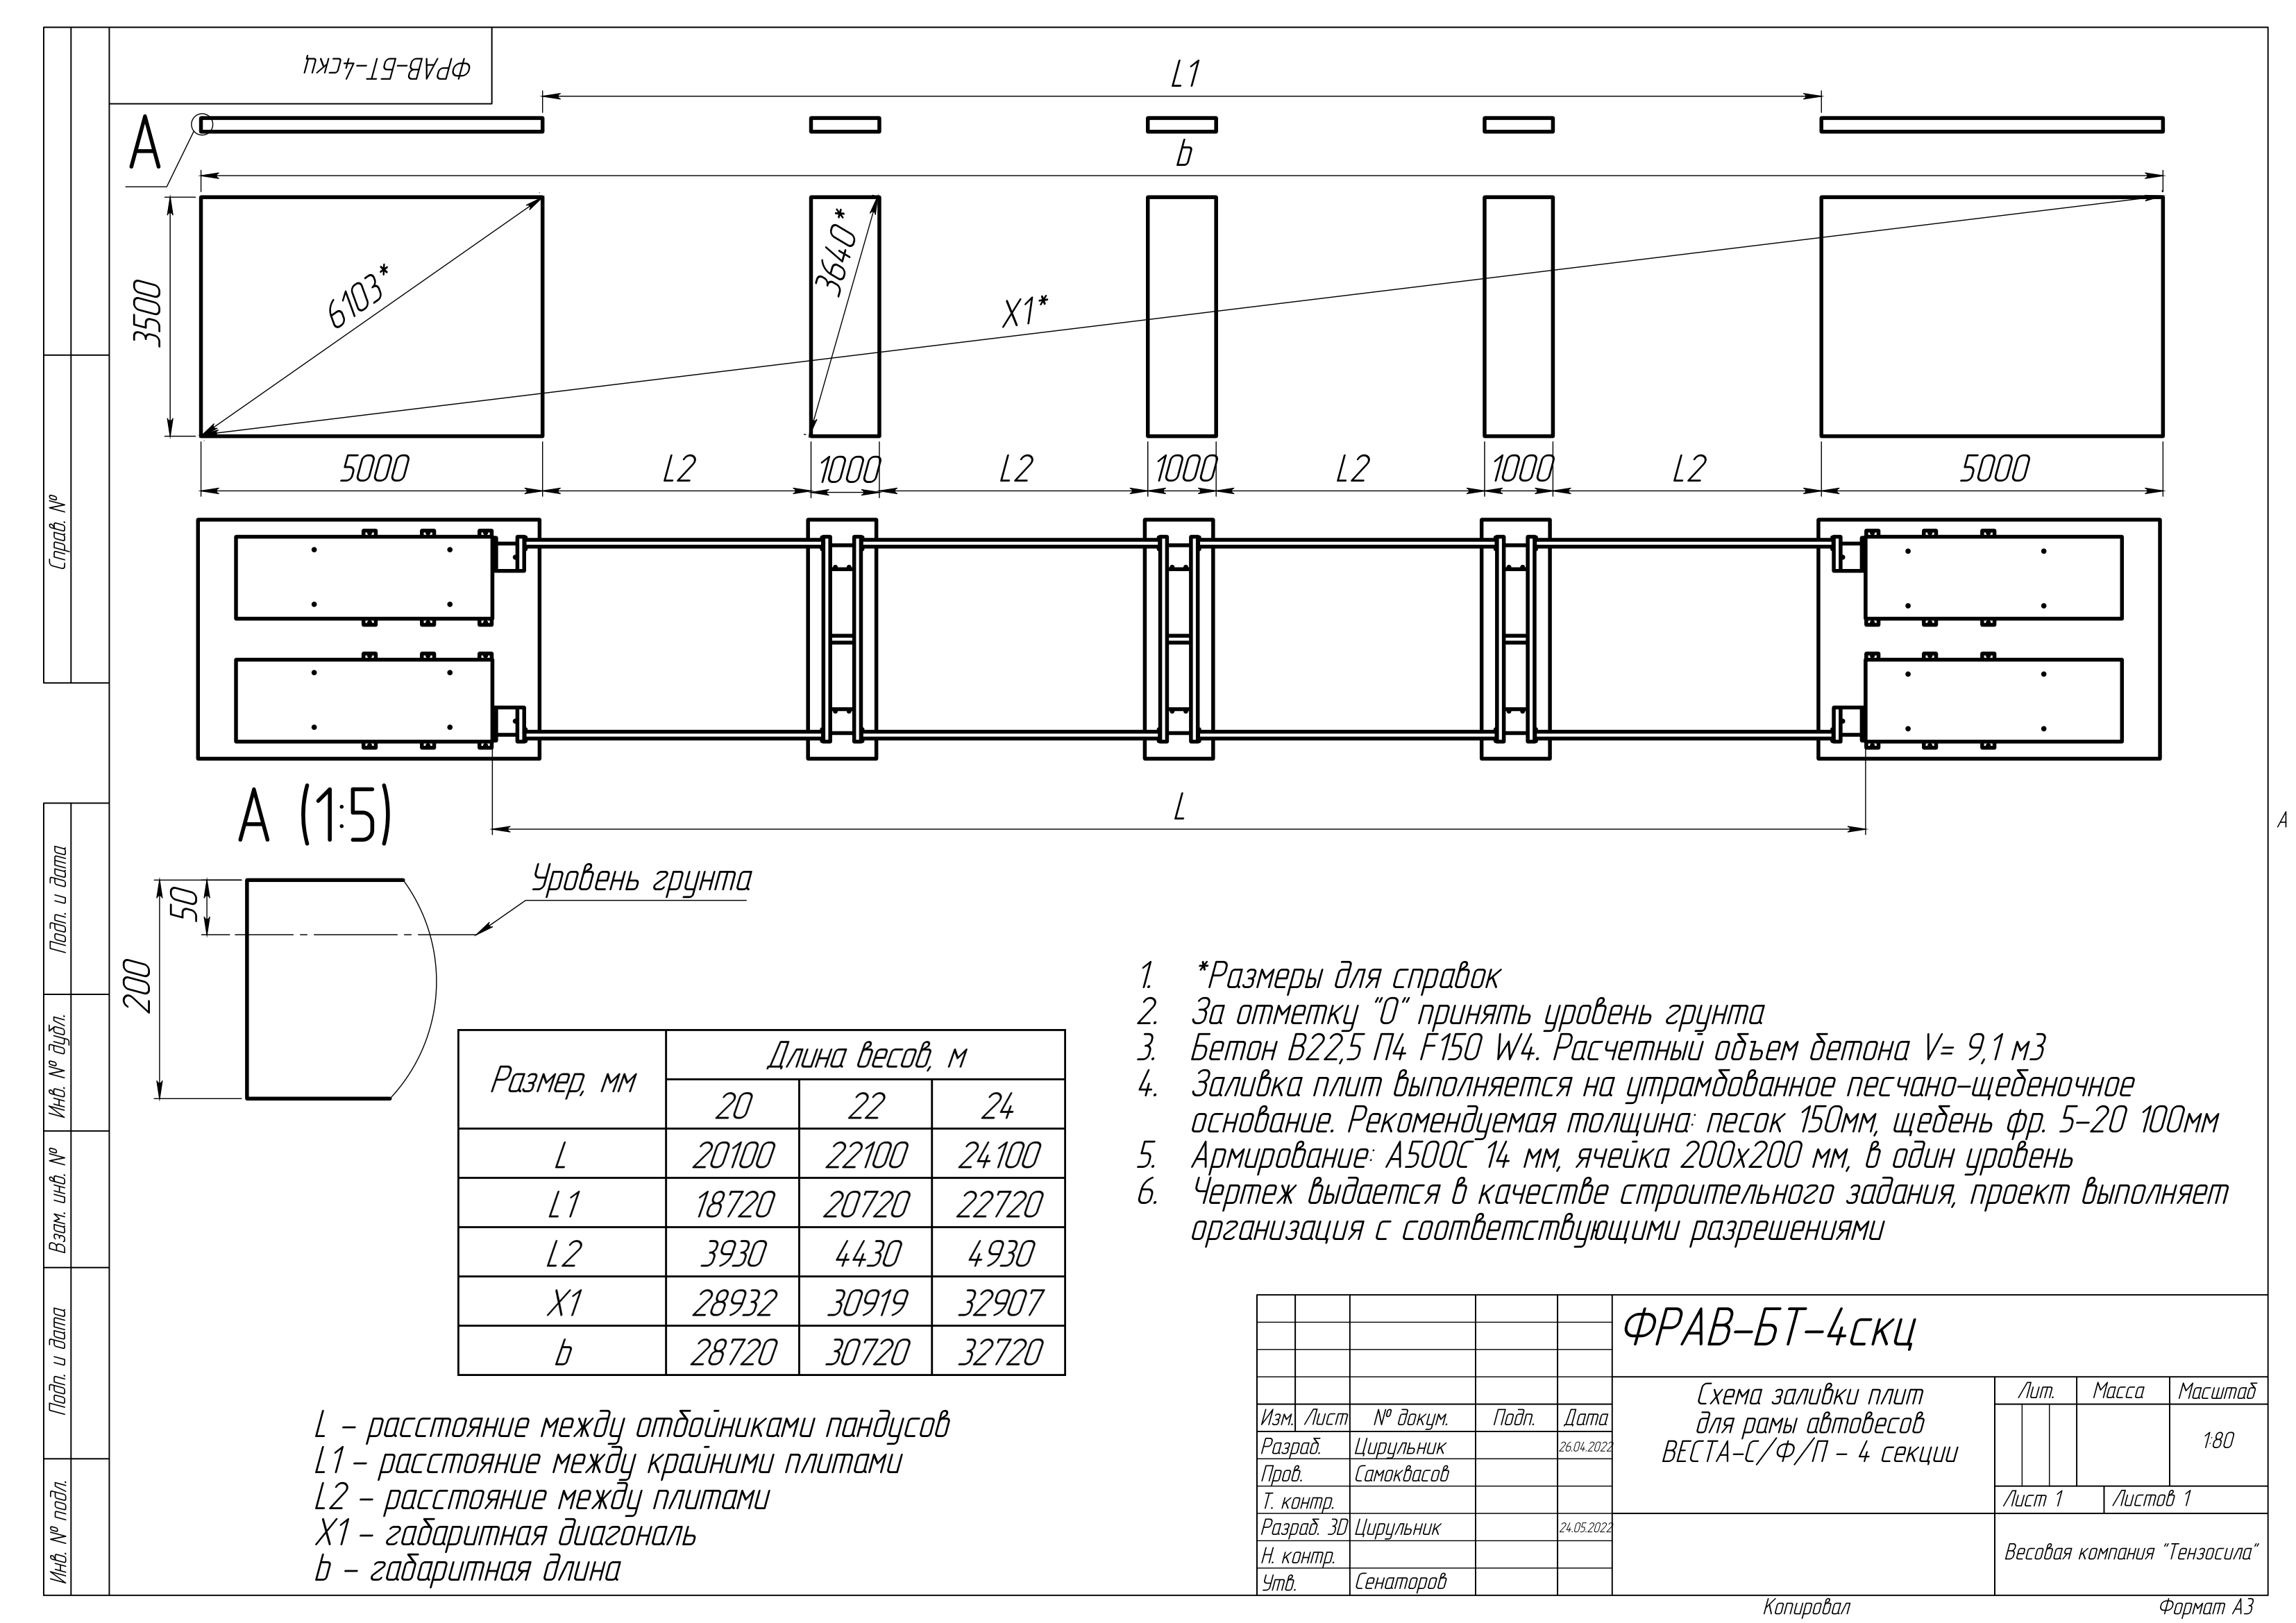 ФРАВ-БТ-4скц
L1
А
b
3500
6103*
3640*
X1*
5000
L2
1000
L2
1000
L2
1000
L2
5000
L
А (1:5)
Уровень грунта
50
200
1. *Размеры для справок
2. За отметку "0" принять уровень грунта
3. Бетон В22,5 П4 F150 W4. Расчетный объем бетона V= 9,1 м3
4. Заливка плит выполняется на утрамбованное песчано-щебеночное
основание. Рекомендуемая толщина: песок 150мм, щебень фр. 5-20 100мм
5. Армирование: А500С 14 мм, ячейка 200х200 мм, в один уровень
6. Чертеж выдается в качестве строительного задания, проект выполняет
организация с соответствующими разрешениями
Размер, мм Длина весов, м
20 22 24
L 20100 22100 24100
L1 18720 20720 22720
L2 3930 4430 4930
X1 28932 30919 32907
b 28720 30720 32720
L - расстояние между отбойниками пандусов
L1 - расстояние между крайними плитами
L2 - расстояние между плитами
X1 - габаритная диагональ
b - габаритная длина
Справ. №
Подп. и дата
Инв. № дубл.
Взам. инв. №
Подп. и дата
Инв. № подл.
А
ФРАВ-БТ-4скц
Схема заливки плит
для рамы автовесов
ВЕСТА-С/Ф/П - 4 секции
Лит. Масса Масштаб
1:80
Лист 1 Листов 1
Весовая компания "Тензосила"
Изм. Лист № докум. Подп. Дата
Разраб. Цирульник 26.04.2022
Пров. Самоквасов
Т. контр.
Разраб. 3D Цирульник 24.05.2022
Н. контр.
Утв. Сенаторов
Копировал Формат А3